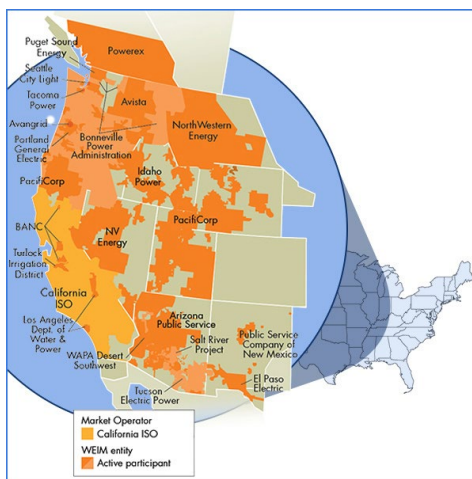 Puget Sound
Energy
Seattle
City Light
Tacoma
Power
Avangrid
Portland
General
Electric
PacifiCorp
BANC
Turlock
Irrigation
District
California
ISO
Los Angeles
Dept. of
Water &
Power
Powerex
Avista
Bonneville
Power
Administration
NorthWestern
Energy
Idaho
Power
PacifiCorp
NV
Energy
Arizona
Public Service
Salt River
Project
WAPA Desert
Southwest
Tucson
Electric Power
Public Service
Company of
New Mexico
El Paso
Electric
Market Operator
California ISO
WEIM entity
Active participant